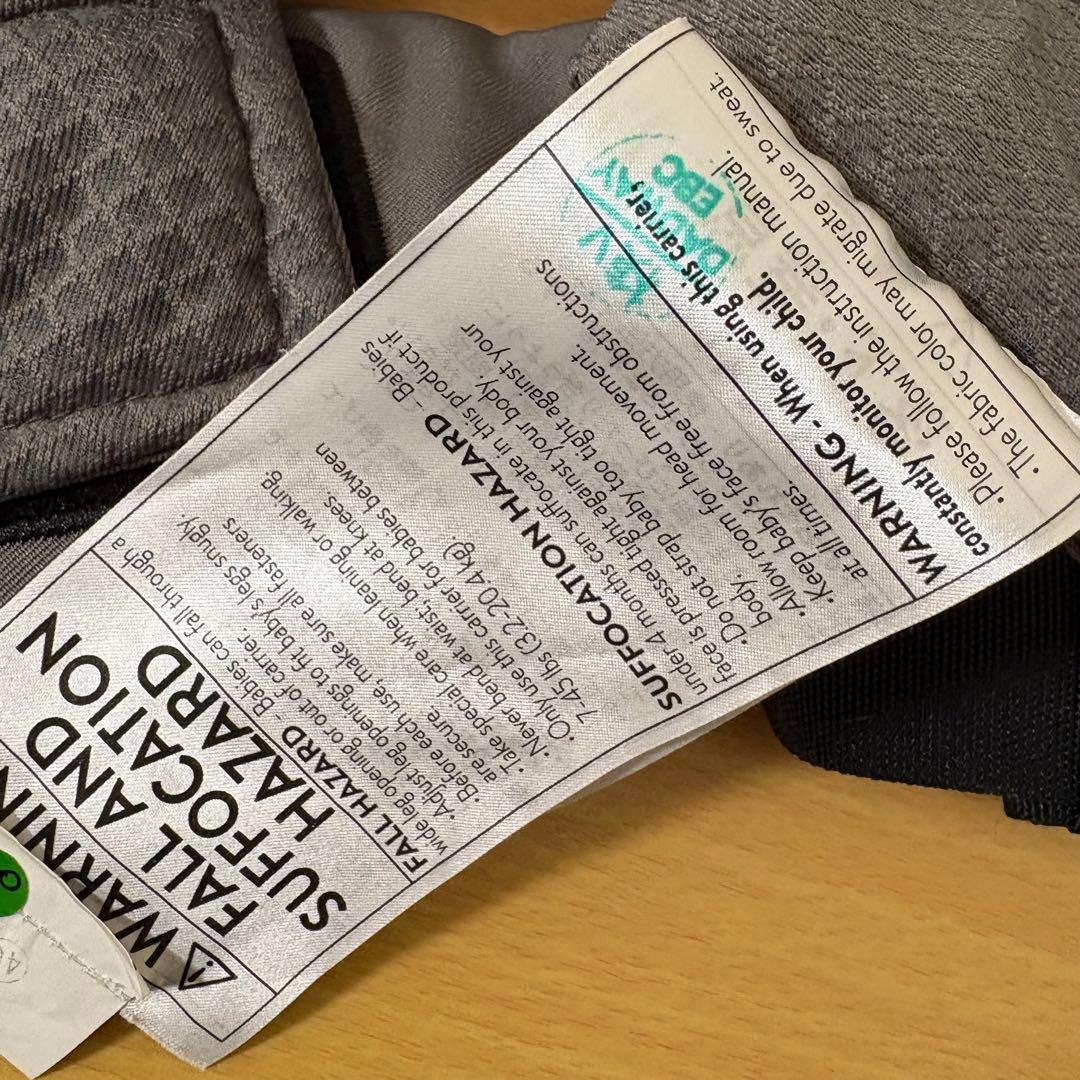 WARNIN
FALL AND
SUFFOCATION
HAZARD
FALL HAZARD - Babies can fall through a
wide leg opening or out of carrier.
•Adjust leg openings to fit baby's legs snugly.
•Before each use, make sure all fasteners
are secure.
•Take special care when leaning or walking
•Never bend at waist: bend at knees
•Only use this carrier for babies between
7-45 lbs (3.2 20.4 kg)
SUFFOCATION HAZARD - Babies
under 4 months can suffocate in this product if
face is pressed tight against your body.
•Do not strap baby too tight against your
body.
•Allow room for head movement.
•Keep baby's face free from obstructions
at all times.
WARNING - When using this carrier,
constantly monitor your child.
•Please follow the instruction manual.
•The fabric color may migrate due to sweat.
EBC